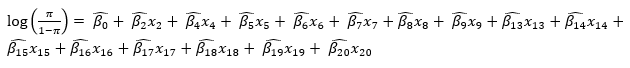 log(π/(1−π)) = β̂₀ + β̂₂x₂ + β̂₄x₄ + β̂₅x₅ + β̂₆x₆ + β̂₇x₇ + β̂₈x₈ + β̂₉x₉ + β̂₁₃x₁₃ + β̂₁₄x₁₄ +
β̂₁₅x₁₅ + β̂₁₆x₁₆ + β̂₁₇x₁₇ + β̂₁₈x₁₈ + β̂₁₉x₁₉ + β̂₂₀x₂₀